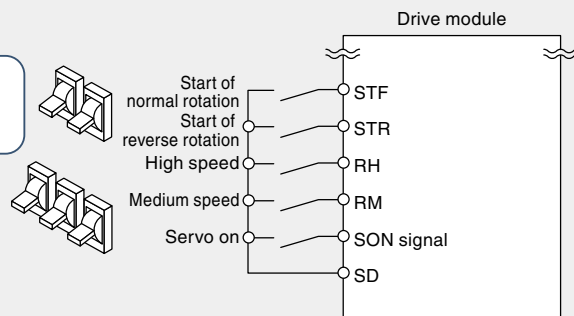 Drive module
Start of
normal rotation
STF
Start of
reverse rotation
STR
High speed
RH
Medium speed
RM
Servo on
SON signal
SD